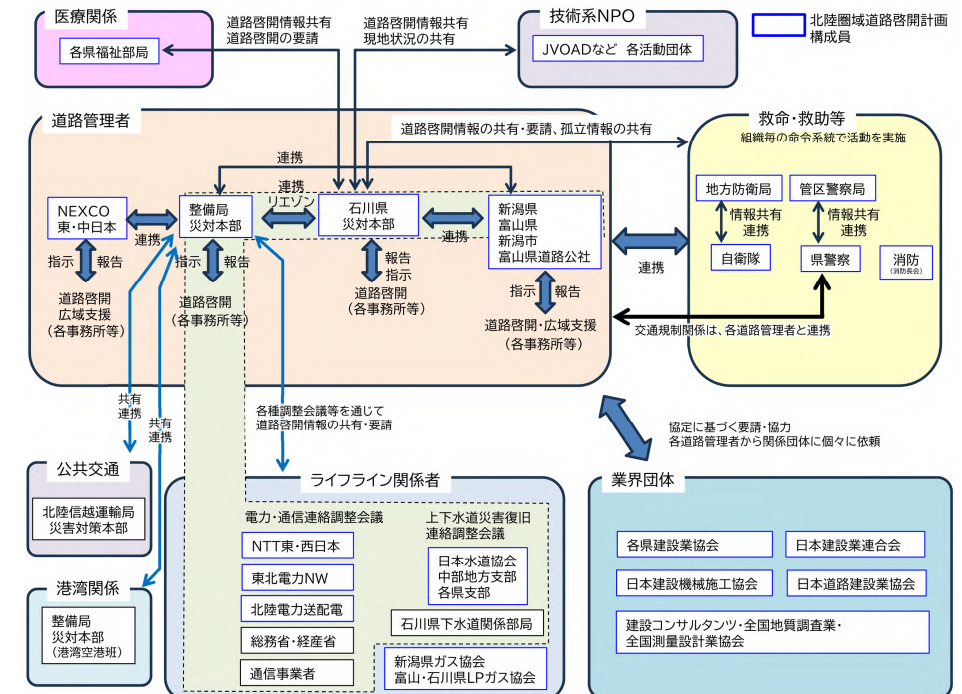 医療関係
各県福祉部局
道路啓開情報共有
道路啓開の要請
道路啓開情報共有
現地状況の共有
技術系NPO
JVOADなど 各活動団体
北陸圏域道路啓開計画
構成員
道路管理者
道路啓開情報の共有・要請、孤立情報の共有
連携
NEXCO
東・中日本
連携
整備局
災対本部
連携
リエゾン
石川県
災対本部
連携
新潟県
富山県
新潟市
富山県道路公社
指示
報告
道路啓開
広域支援
(各事務所等)
指示
報告
道路啓開
(各事務所等)
報告
指示
道路啓開
(各事務所等)
指示
報告
道路啓開・広域支援
(各事務所等)
連携
救命・救助等
組織毎の命令系統で活動を実施
地方防衛局
管区警察局
情報共有
連携
情報共有
連携
自衛隊
県警察
消防
(消防長会)
交通規制関係は、各道路管理者と連携
共有
連携
共有
連携
各種調整会議等を通じて
道路啓開情報の共有・要請
協定に基づく要請・協力
各道路管理者から関係団体に個々に依頼
公共交通
北陸信越運輸局
災害対策本部
港湾関係
整備局
災対本部
(港湾空港班)
ライフライン関係者
電力・通信連絡調整会議
NTT東・西日本
東北電力NW
北陸電力送配電
総務省・経産省
通信事業者
上下水道災害復旧
連絡調整会議
日本水道協会
中部地方支部
各県支部
石川県下水道関係部局
新潟県ガス協会
富山・石川県LPガス協会
業界団体
各県建設業協会
日本建設業連合会
日本建設機械施工協会
日本道路建設業協会
建設コンサルタンツ・全国地質調査業・
全国測量設計業協会